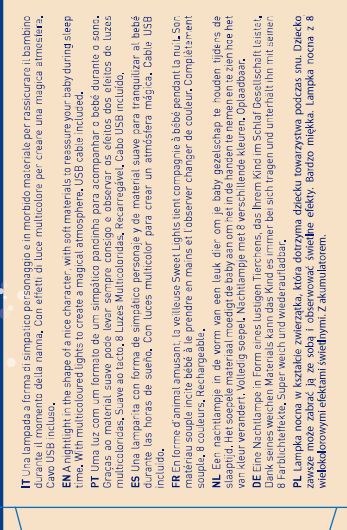 IT Una lampada a forma di simpatico personaggio e in morbido materiale per rassicurare il bambino
durante il momento della nanna. Con effetti di luce multicolore per creare una magica atmosfera.
Cavo USB incluso.
EN A nightlight in the shape of a nice character, with soft materials to reassure your baby during sleep
time. With multicoloured lights to create a magical atmosphere. USB cable included.
PT Uma luz com um formato de um simpático pandinha para acompanhar o bebé durante o sono.
Graças ao material suave pode levar sempre consigo e observar os efeitos dos efeitos de luzes
multicoloridas. Suave ao tacto, 8 Luzes Multicoloridas, Recarregável, Cabo USB incluído.
ES Una lamparita con forma de simpático personaje y de material suave para tranquilizar al bebé
durante las horas de sueño. Con luces multicolor para crear un atmósfera mágica. Cable USB
incluido.
FR En forme d'animal amusant, la veilleuse Sweet Lights tient compagnie à bébé pendant la nuit. Son
matériau souple incite bébé à le prendre en mains et l'observer changer de couleur. Complètement
souple, 8 couleurs, Rechargeable.
NL Een nachtlampje in de vorm van een leuk dier om je baby gezelschap te houden tijdens de
slaaptijd. Het soepele materiaal moedigt de baby aan om het in de handen te nemen en te zien hoe het
van kleur verandert. Volledig soepel. Nachtlampje met 8 verschillende kleuren. Oplaadbaar.
DE Eine Nachtlampe in Form eines lustigen Tierchens, das Ihrem Kind im Schlaf Gesellschaft leistet.
Dank seines weichen Materials kann das Kind es immer bei sich tragen und unterhält ihn mit seinen
8 Farblichteffekte. Super weich und wiederaufladbar.
PL Lampka nocna w kształcie zwierzątka, która dotrzyma dziecku towarzystwa podczas snu. Dziecko
zawsze może zabrać ją ze sobą i obserwować świetlne efekty. Bardzo miękka. Lampka nocna z 8
wielokolorowymi efektami świetlnymi. Z akumulatorem.